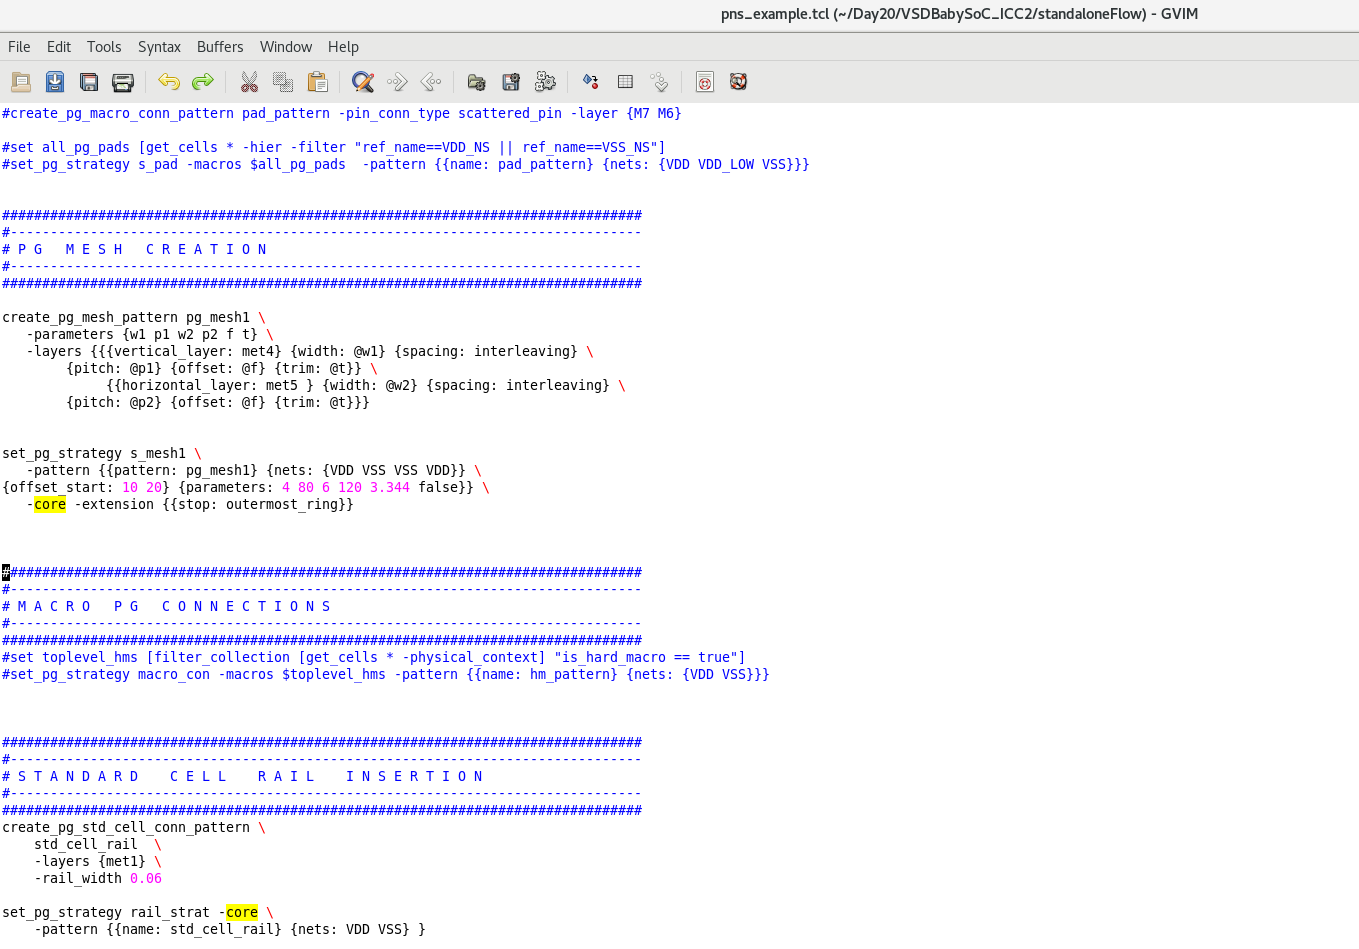 pns_example.tcl (~/Day20/VSDBabySoC_ICC2/standaloneFlow) - GVIM
File Edit Tools Syntax Buffers Window Help
#create_pg_macro_conn_pattern pad_pattern -pin_conn_type scattered_pin -layer {M7 M6}
#set all_pg_pads [get_cells * -hier -filter "ref_name==VDD_NS || ref_name==VSS_NS"]
#set_pg_strategy s_pad -macros $all_pg_pads  -pattern {{name: pad_pattern} {nets: {VDD VDD_LOW VSS}}}
################################################################################
#-------------------------------------------------------------------------------
# P G   M E S H   C R E A T I O N
#-------------------------------------------------------------------------------
################################################################################
create_pg_mesh_pattern pg_mesh1 \
   -parameters {w1 p1 w2 p2 f t} \
   -layers {{{vertical_layer: met4} {width: @w1} {spacing: interleaving} \
        {pitch: @p1} {offset: @f} {trim: @t}} \
             {{horizontal_layer: met5 } {width: @w2} {spacing: interleaving} \
        {pitch: @p2} {offset: @f} {trim: @t}}}
set_pg_strategy s_mesh1 \
   -pattern {{pattern: pg_mesh1} {nets: {VDD VSS VSS VDD}} \
{offset_start: 10 20} {parameters: 4 80 6 120 3.344 false}} \
   -core -extension {{stop: outermost_ring}}
################################################################################
#-------------------------------------------------------------------------------
# M A C R O   P G   C O N N E C T I O N S
#-------------------------------------------------------------------------------
################################################################################
#set toplevel_hms [filter_collection [get_cells * -physical_context] "is_hard_macro == true"]
#set_pg_strategy macro_con -macros $toplevel_hms -pattern {{name: hm_pattern} {nets: {VDD VSS}}}
################################################################################
#-------------------------------------------------------------------------------
# S T A N D A R D    C E L L    R A I L    I N S E R T I O N
#-------------------------------------------------------------------------------
################################################################################
create_pg_std_cell_conn_pattern \
    std_cell_rail  \
    -layers {met1} \
    -rail_width 0.06
set_pg_strategy rail_strat -core \
    -pattern {{name: std_cell_rail} {nets: VDD VSS} }